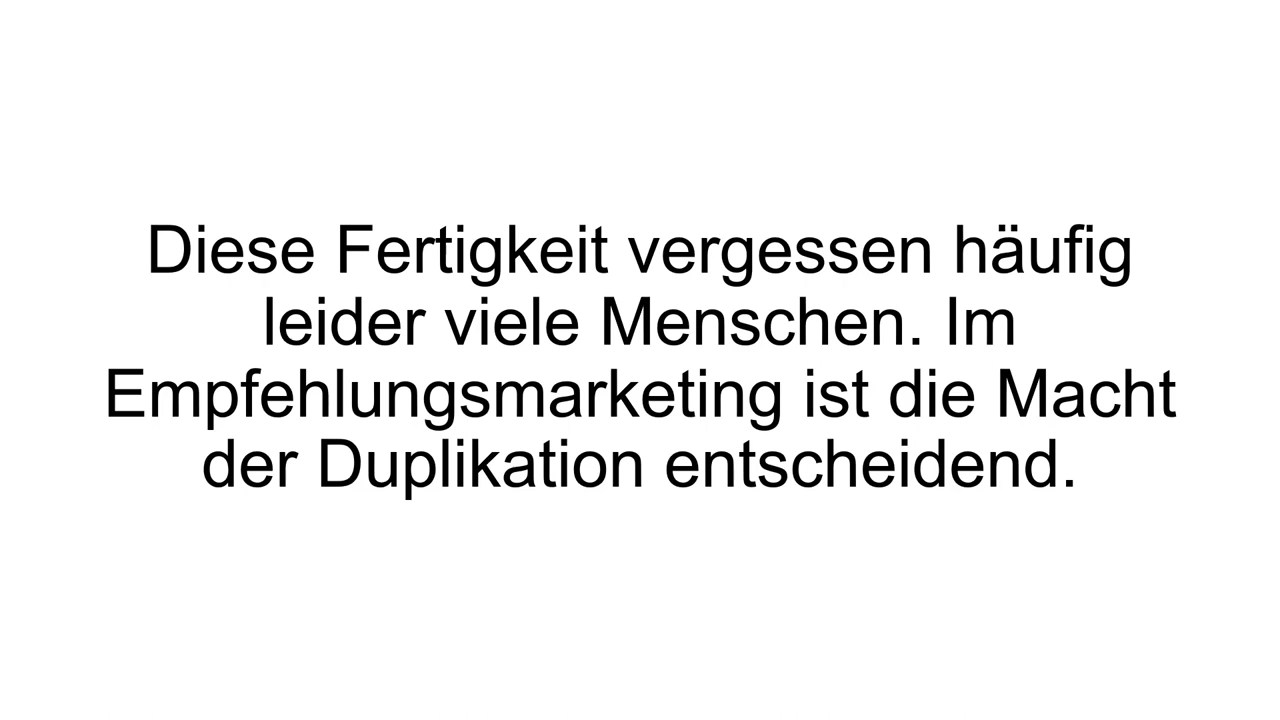 Diese Fertigkeit vergessen häufig
leider viele Menschen. Im
Empfehlungsmarketing ist die Macht
der Duplikation entscheidend.